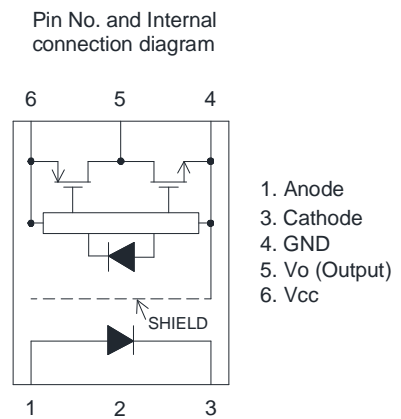 Pin No. and Internal
connection diagram
6 5 4
SHIELD
1 2 3
1. Anode
3. Cathode
4. GND
5. Vo (Output)
6. Vcc